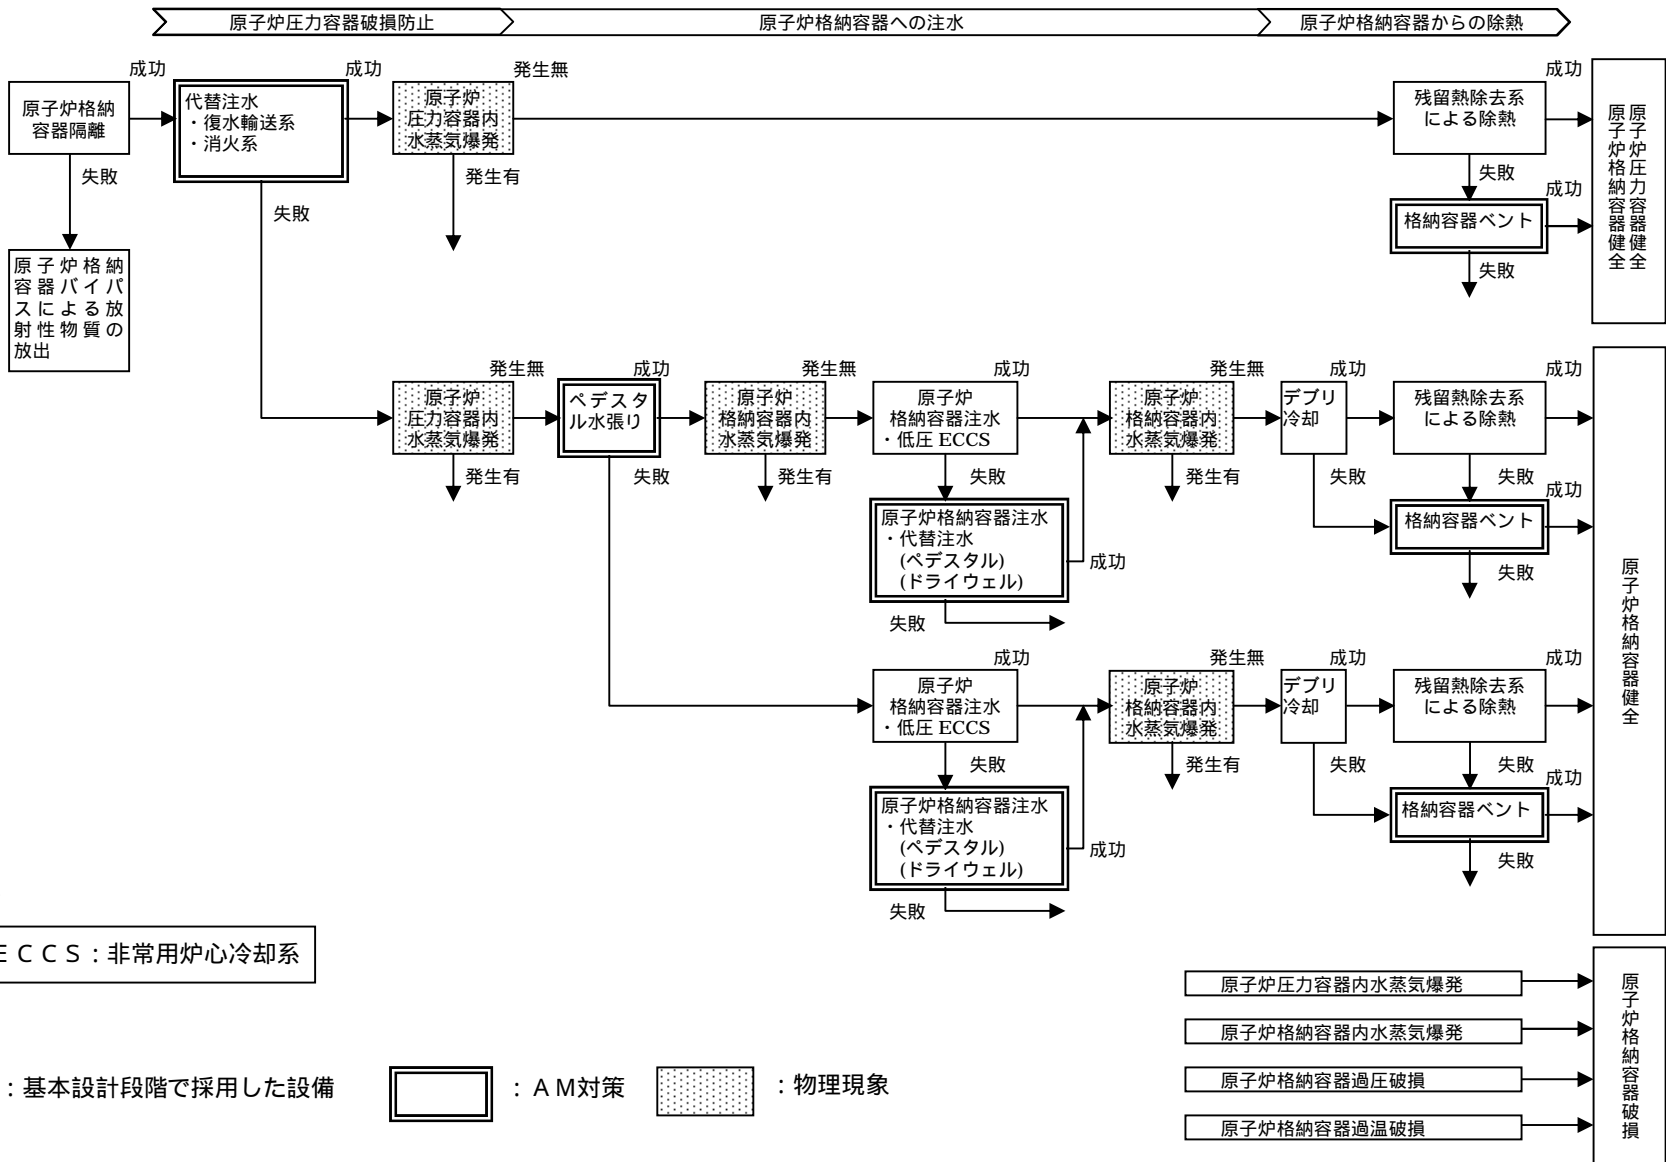 原子炉圧力容器破損防止
原子炉格納容器への注水
原子炉格納容器からの除熱
成功
成功
発生無
成功
原子炉格納
容器隔離
代替注水
・復水輸送系
・消火系
原子炉
圧力容器内
水蒸気爆発
残留熱除去系
による除熱
失敗
失敗
発生有
失敗
成功
格納容器ベント
失敗
原子炉圧力容器健全
原子炉格納容器健全
原子炉格納
容器バイパ
スによる放
射性物質の
放出
発生無
成功
発生無
成功
発生無
成功
成功
原子炉
圧力容器内
水蒸気爆発
ペデスタ
ル水張り
原子炉
格納容器内
水蒸気爆発
原子炉
格納容器注水
・低圧 ECCS
原子炉
格納容器内
水蒸気爆発
デブリ
冷却
残留熱除去系
による除熱
発生有
失敗
発生有
失敗
発生有
失敗
失敗
成功
原子炉格納容器注水
・代替注水
(ペデスタル)
(ドライウェル)
成功
失敗
格納容器ベント
失敗
成功
発生無
成功
成功
原子炉
格納容器注水
・低圧 ECCS
原子炉
格納容器内
水蒸気爆発
デブリ
冷却
残留熱除去系
による除熱
失敗
発生有
失敗
失敗
成功
原子炉格納容器注水
・代替注水
(ペデスタル)
(ドライウェル)
成功
失敗
格納容器ベント
失敗
原子炉格納容器健全
ＥＣＣＳ：非常用炉心冷却系
原子炉圧力容器内水蒸気爆発
原子炉格納容器内水蒸気爆発
原子炉格納容器過圧破損
原子炉格納容器過温破損
原子炉格納容器破損
：基本設計段階で採用した設備
：ＡＭ対策
：物理現象